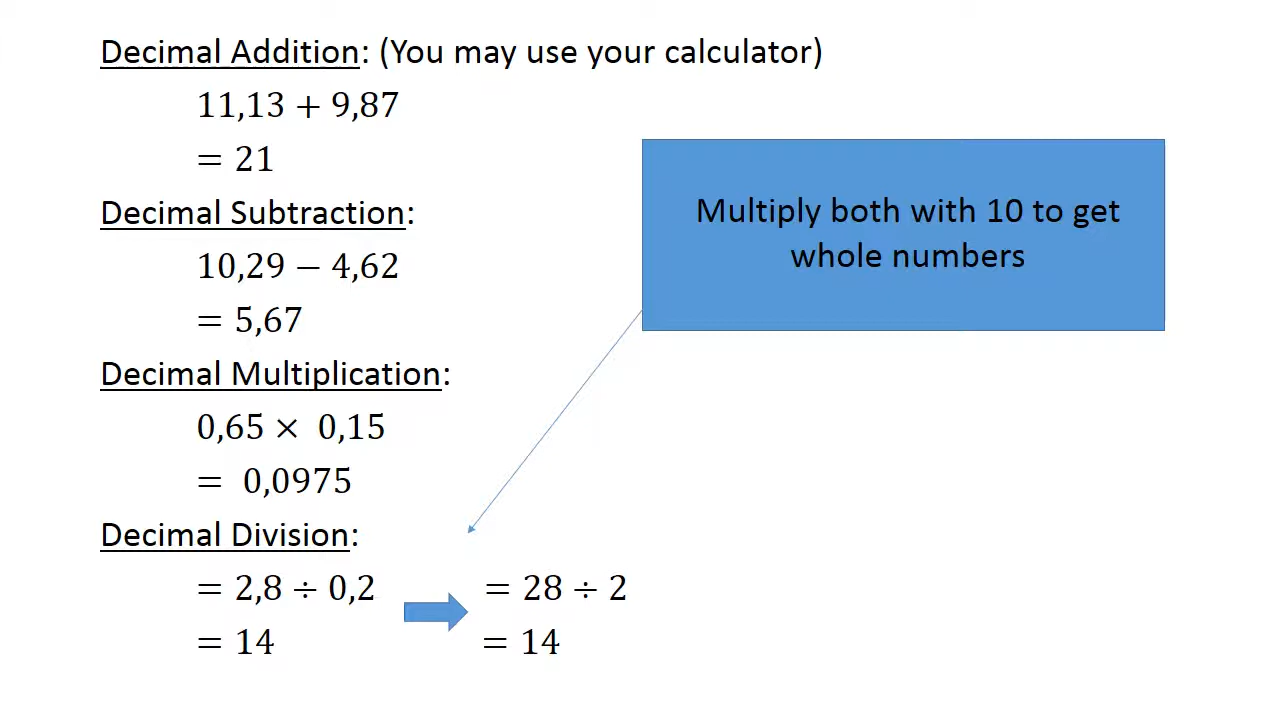 Decimal Addition: (You may use your calculator)
11,13 + 9,87
= 21
Decimal Subtraction:
10,29 − 4,62
= 5,67
Decimal Multiplication:
0,65 × 0,15
= 0,0975
Decimal Division:
= 2,8 ÷ 0,2
= 14
= 28 ÷ 2
= 14
Multiply both with 10 to get
whole numbers